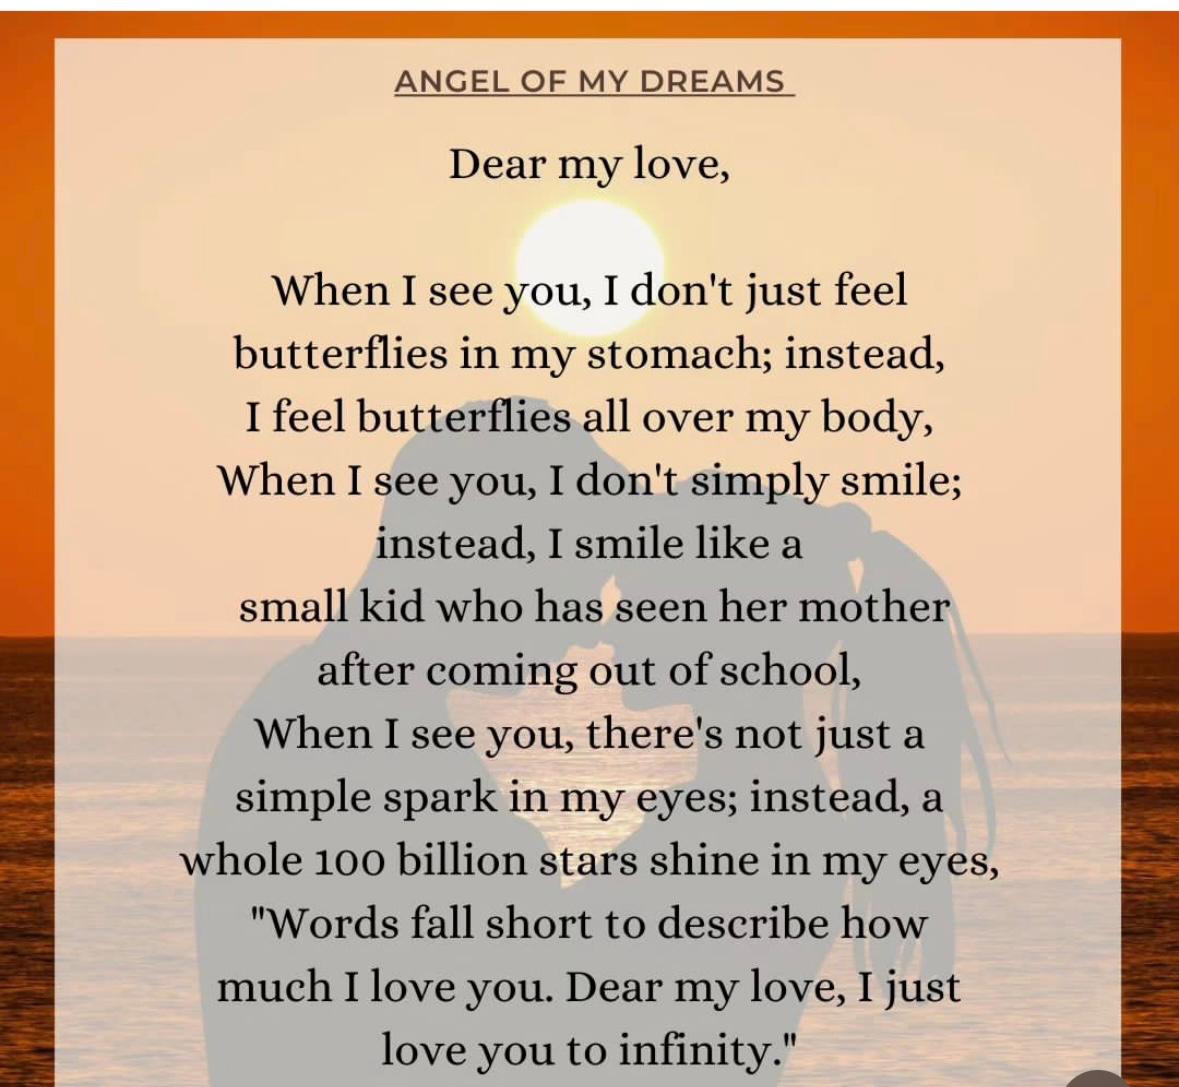 ANGEL OF MY DREAMS
Dear my love,
When I see you, I don't just feel
butterflies in my stomach; instead,
I feel butterflies all over my body,
When I see you, I don't simply smile;
instead, I smile like a
small kid who has seen her mother
after coming out of school,
When I see you, there's not just a
simple spark in my eyes; instead, a
whole 100 billion stars shine in my eyes,
"Words fall short to describe how
much I love you. Dear my love, I just
love you to infinity."